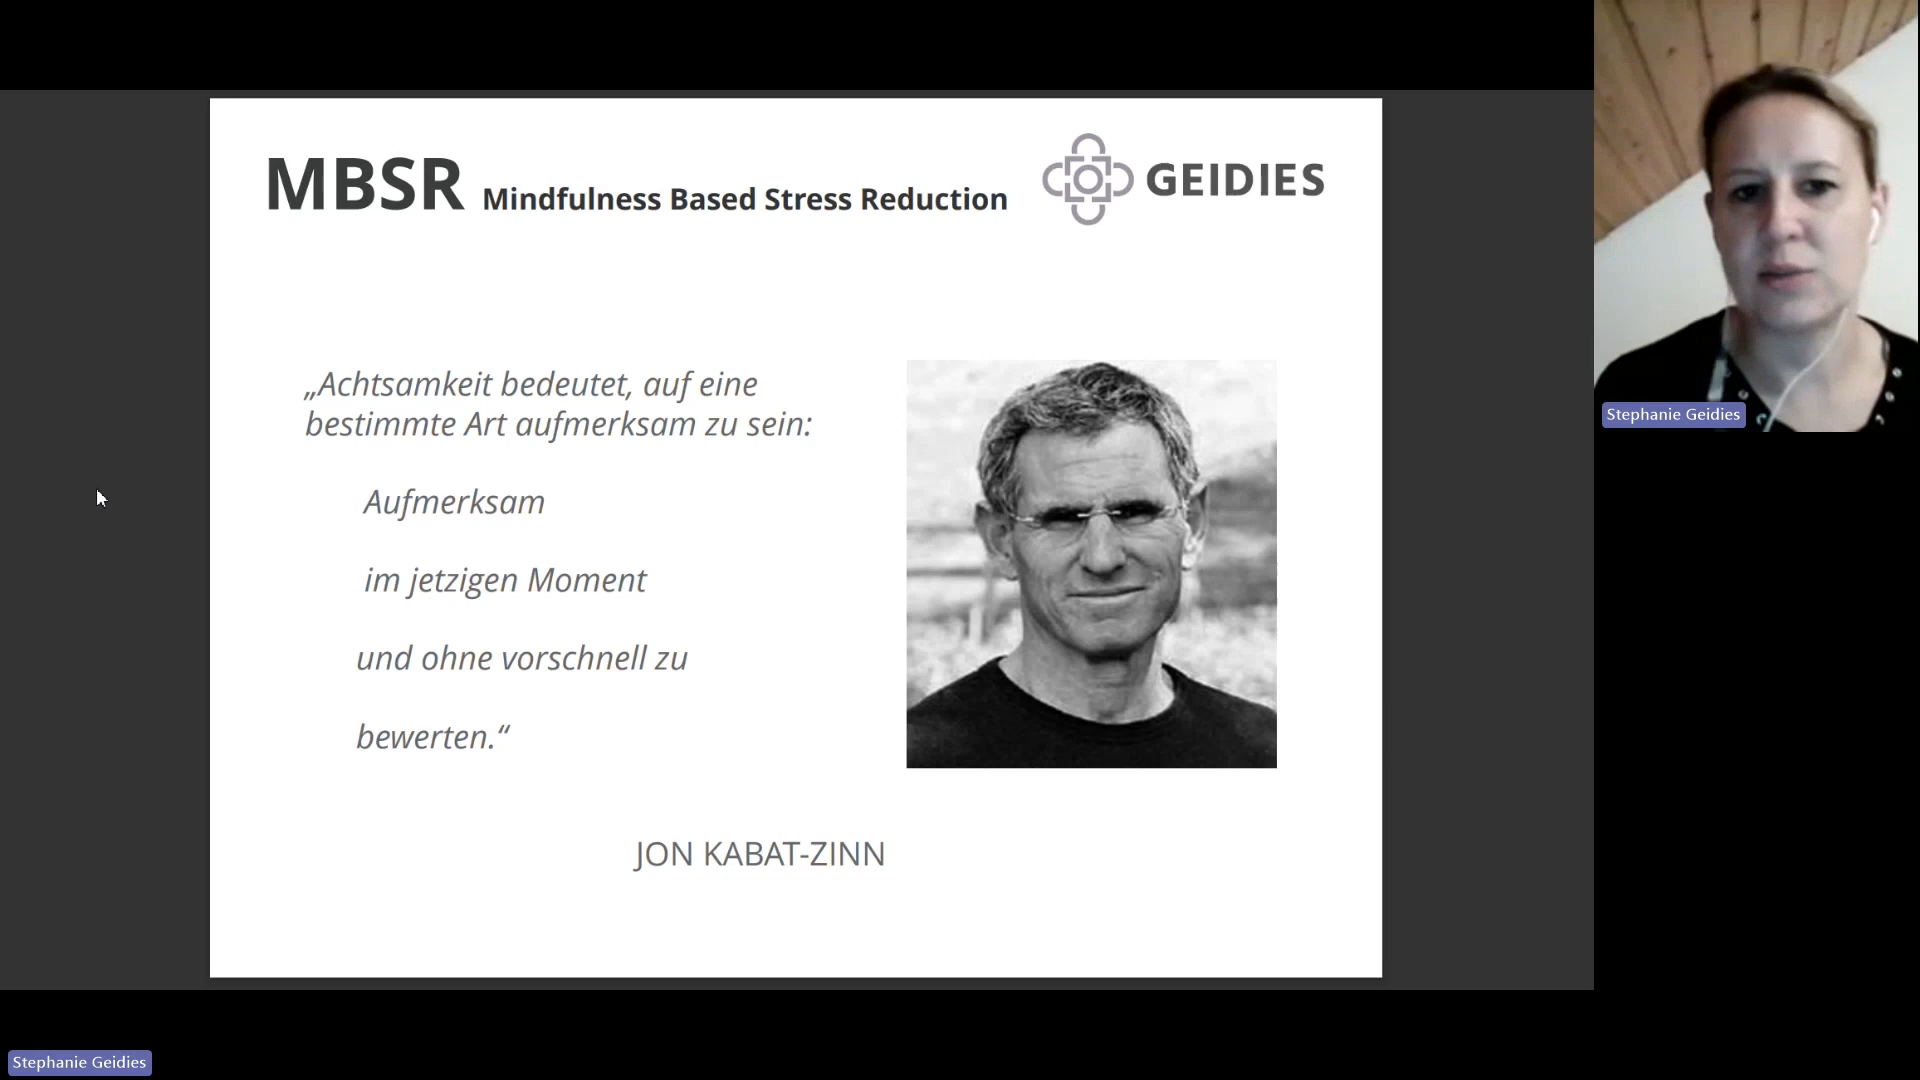 MBSR Mindfulness Based Stress Reduction
GEIDIES
„Achtsamkeit bedeutet, auf eine
bestimmte Art aufmerksam zu sein:
Aufmerksam
im jetzigen Moment
und ohne vorschnell zu
bewerten.“
JON KABAT-ZINN
Stephanie Geidies
Stephanie Geidies